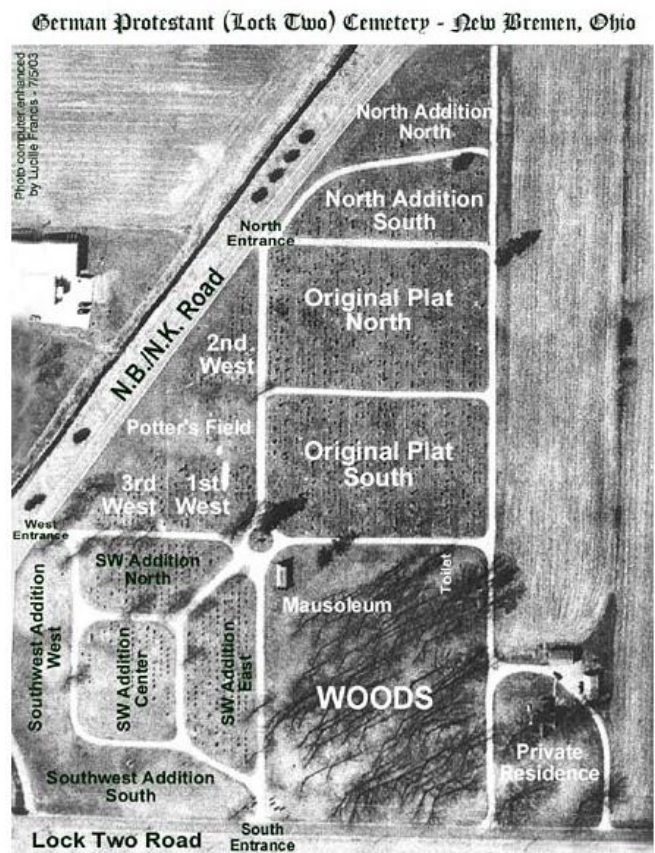 German Protestant (Lock Two) Cemetery - New Bremen, Ohio
Photo computer enhanced
by Lucille Francis - 7/5/03
North Addition
North
North Addition
South
North
Entrance
Original Plat
North
N.B./N.K. Road
2nd
West
Potter's Field
Original Plat
South
3rd
West
1st
West
West
Entrance
SW Addition
North
Toilet
Mausoleum
Southwest Addition
West
SW Addition
Center
SW Addition
East
WOODS
Private
Residence
Southwest Addition
South
Lock Two Road
South
Entrance